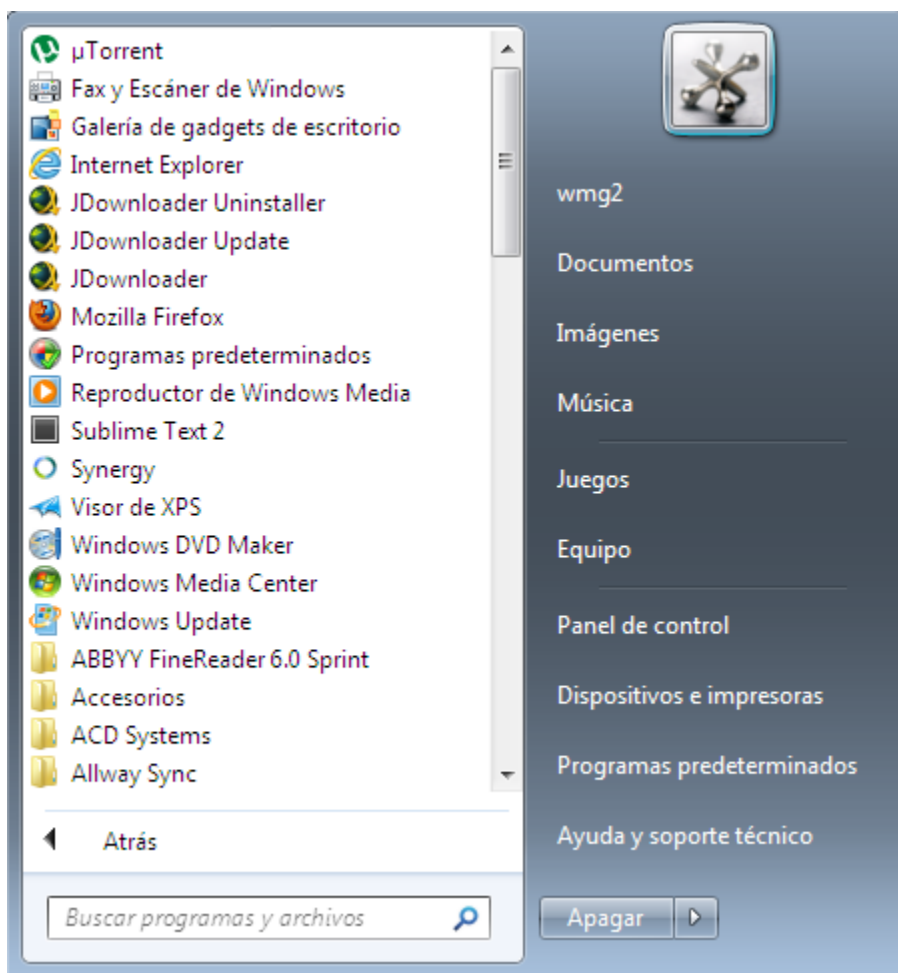 µTorrent
Fax y Escáner de Windows
Galería de gadgets de escritorio
Internet Explorer
JDownloader Uninstaller
JDownloader Update
JDownloader
Mozilla Firefox
Programas predeterminados
Reproductor de Windows Media
Sublime Text 2
Synergy
Visor de XPS
Windows DVD Maker
Windows Media Center
Windows Update
ABBYY FineReader 6.0 Sprint
Accesorios
ACD Systems
Allway Sync
Atrás
Buscar programas y archivos
wmg2
Documentos
Imágenes
Música
Juegos
Equipo
Panel de control
Dispositivos e impresoras
Programas predeterminados
Ayuda y soporte técnico
Apagar